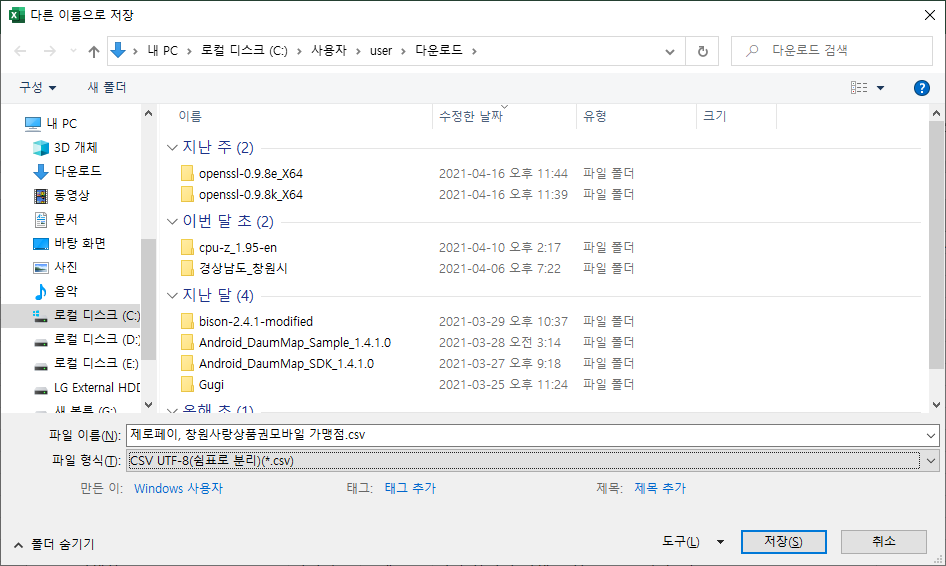 다른 이름으로 저장
내 PC > 로컬 디스크 (C:) > 사용자 > user > 다운로드 >
다운로드 검색
구성
새 폴더
내 PC
3D 개체
다운로드
동영상
문서
바탕 화면
사진
음악
로컬 디스크 (C:)
로컬 디스크 (D:)
로컬 디스크 (E:)
LG External HDD
새 볼륨 (G:)
이름 수정한 날짜 유형 크기
지난 주 (2)
openssl-0.9.8e_X64 2021-04-16 오후 11:44 파일 폴더
openssl-0.9.8k_X64 2021-04-16 오후 11:39 파일 폴더
이번 달 초 (2)
cpu-z_1.95-en 2021-04-10 오후 2:17 파일 폴더
경상남도_창원시 2021-04-06 오후 7:22 파일 폴더
지난 달 (4)
bison-2.4.1-modified 2021-03-29 오후 10:37 파일 폴더
Android_DaumMap_Sample_1.4.1.0 2021-03-28 오전 3:14 파일 폴더
Android_DaumMap_SDK_1.4.1.0 2021-03-27 오후 9:18 파일 폴더
Gugi 2021-03-25 오후 11:24 파일 폴더
올해 초 (1)
파일 이름(N): 제로페이, 창원사랑상품권모바일 가맹점.csv
파일 형식(T): CSV UTF-8(쉼표로 분리)(*.csv)
만든 이: Windows 사용자 태그: 태그 추가 제목: 제목 추가
폴더 숨기기
도구(L)
저장(S)
취소